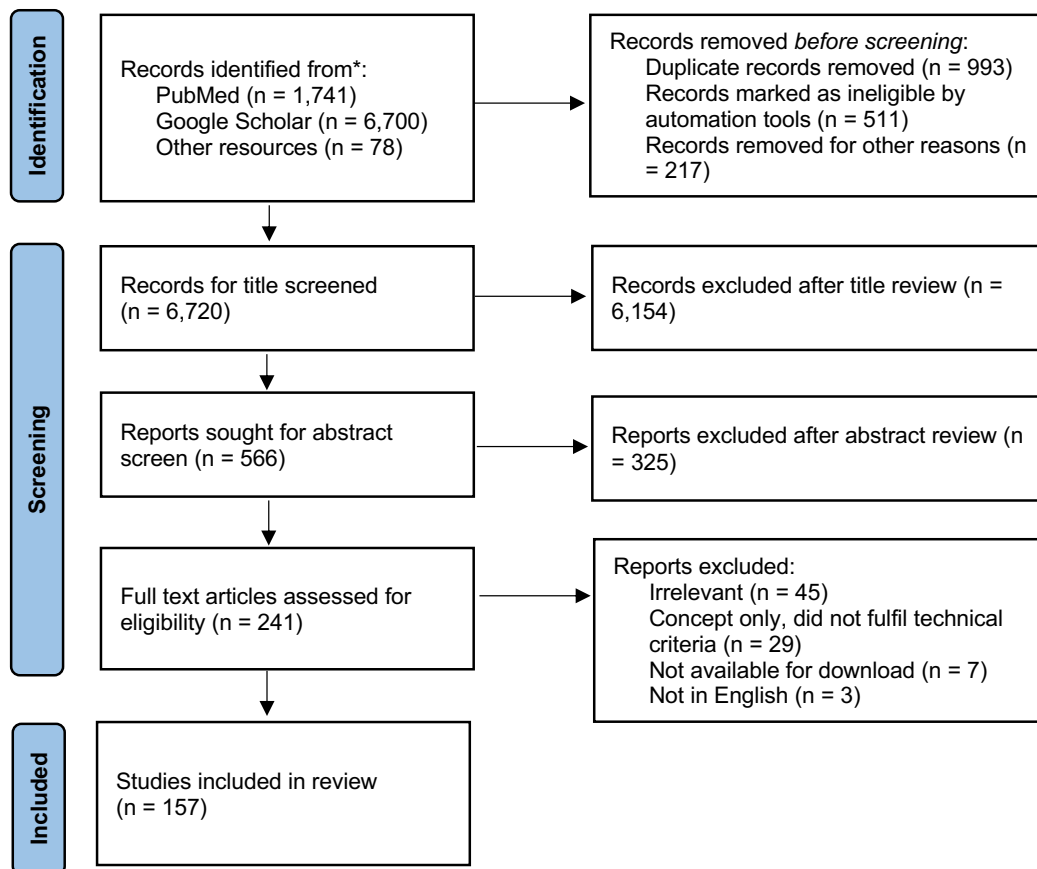 Identification
Records identified from*:
PubMed (n = 1,741)
Google Scholar (n = 6,700)
Other resources (n = 78)
Records removed before screening:
Duplicate records removed (n = 993)
Records marked as ineligible by
automation tools (n = 511)
Records removed for other reasons (n
= 217)
Screening
Records for title screened
(n = 6,720)
Records excluded after title review (n =
6,154)
Reports sought for abstract
screen (n = 566)
Reports excluded after abstract review (n
= 325)
Full text articles assessed for
eligibility (n = 241)
Reports excluded:
Irrelevant (n = 45)
Concept only, did not fulfil technical
criteria (n = 29)
Not available for download (n = 7)
Not in English (n = 3)
Included
Studies included in review
(n = 157)